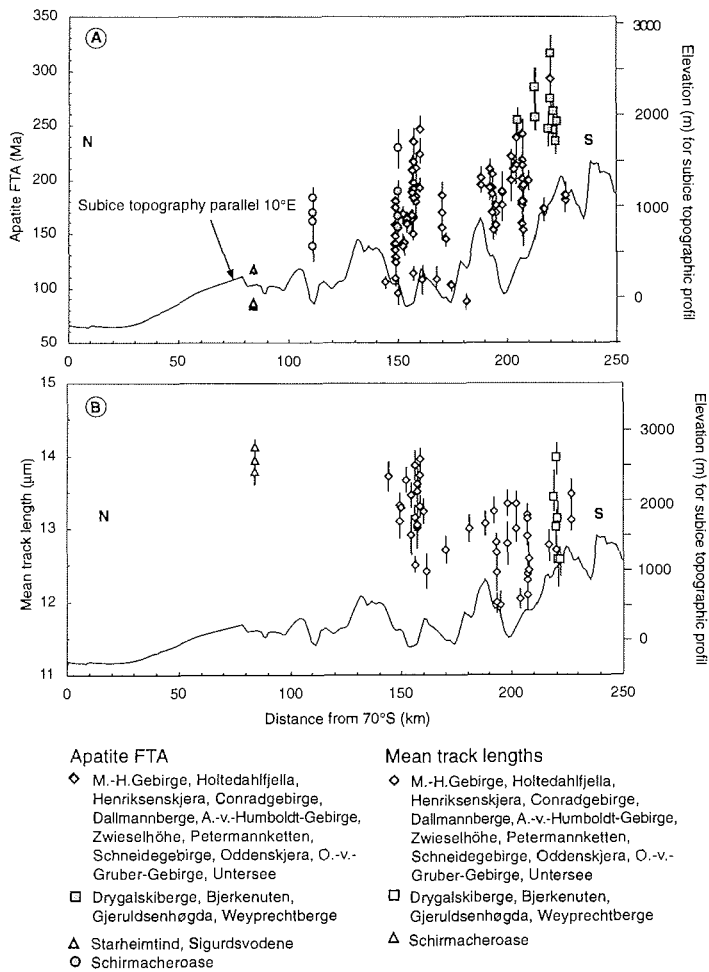 A
350
300
250
200
150
100
50
Apatite FTA (Ma)
N
S
Subice topography parallel 10°E
3000
2000
1000
0
Elevation (m) for subice topographic profil
0
50
100
150
200
250
B
15
14
13
12
11
Mean track length (µm)
N
S
3000
2000
1000
0
Elevation (m) for subice topographic profil
0
50
100
150
200
250
Distance from 70°S (km)
Apatite FTA
M.-H.Gebirge, Holtedahlfjella,
Henriksenskjera, Conradgebirge,
Dallmannberge, A.-v.-Humboldt-Gebirge,
Zwieselhöhe, Petermannketten,
Schneidegebirge, Oddenskjera, O.-v.-
Gruber-Gebirge, Untersee
Drygalskiberge, Bjerkenuten,
Gjeruldsenhøgda, Weyprechtberge
Starheimtind, Sigurdsvodene
Schirmacheroase
Mean track lengths
M.-H.Gebirge, Holtedahlfjella,
Henriksenskjera, Conradgebirge,
Dallmannberge, A.-v.-Humboldt-Gebirge,
Zwieselhöhe, Petermannketten,
Schneidegebirge, Oddenskjera, O.-v.-
Gruber-Gebirge, Untersee
Drygalskiberge, Bjerkenuten,
Gjeruldsenhøgda, Weyprechtberge
Schirmacheroase